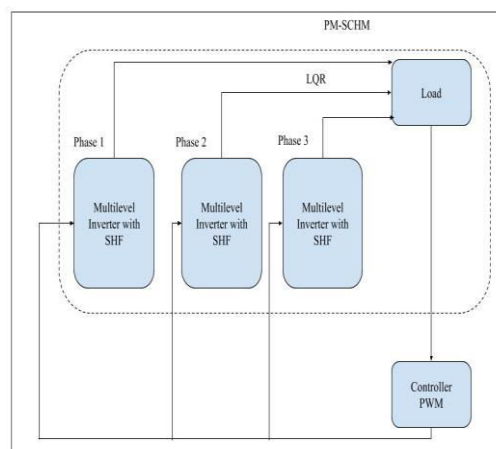 PM-SCHM
LQR
Load
Phase 1
Phase 2
Phase 3
Multilevel
Inverter with
SHF
Multilevel
Inverter with
SHF
Multilevel
Inverter with
SHF
Controller
PWM